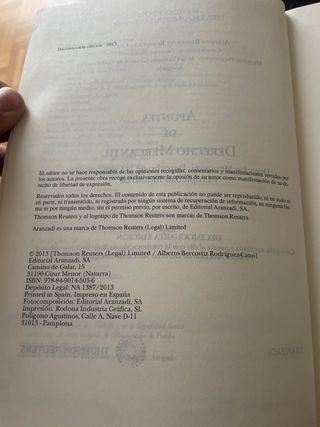 Decimocuarta edición - 2013
El editor no se hace responsable de las opiniones recogidas, comentarios y manifestaciones vertidas por
los autores. La presente obra recoge exclusivamente la opinión de su autor como manifestación de su de-
recho de libertad de expresión.
Reservados todos los derechos. El contenido de esta publicación no puede ser reproducido, ni en todo ni
en parte, ni transmitido, ni registrado por ningún sistema de recuperación de información, en ninguna for-
ma ni por ningún medio, sin el permiso previo, por escrito, de Editorial Aranzadi, SA.
Thomson Reuters y el logotipo de Thomson Reuters son marcas de Thomson Reuters
Aranzadi es una marca de Thomson Reuters (Legal) Limited
© 2013 [Thomson Reuters (Legal) Limited / Alberto Bercovitz Rodríguez-Cano]
Editorial Aranzadi, SA
Camino de Galar, 15
31190 Cizur Menor (Navarra)
ISBN: 978-84-9014-503-6
Depósito Legal: NA 1387/2013
Printed in Spain. Impreso en España
Fotocomposición: Editorial Aranzadi, SA
Impresión: Rodona Industria Gráfica, SL
Polígono Agustinos, Calle A, Nave D-11
31013 - Pamplona